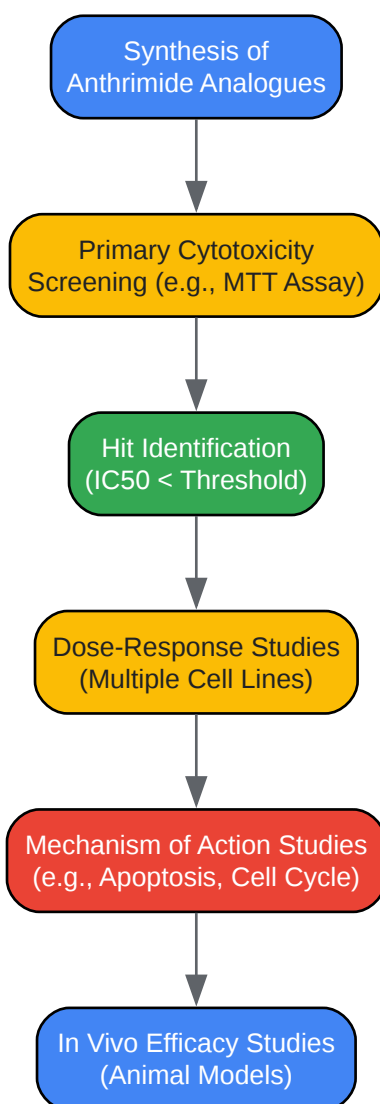 Synthesis of
Anthrimide Analogues
Primary Cytotoxicity
Screening (e.g., MTT Assay)
Hit Identification
(IC50 < Threshold)
Dose-Response Studies
(Multiple Cell Lines)
Mechanism of Action Studies
(e.g., Apoptosis, Cell Cycle)
In Vivo Efficacy Studies
(Animal Models)